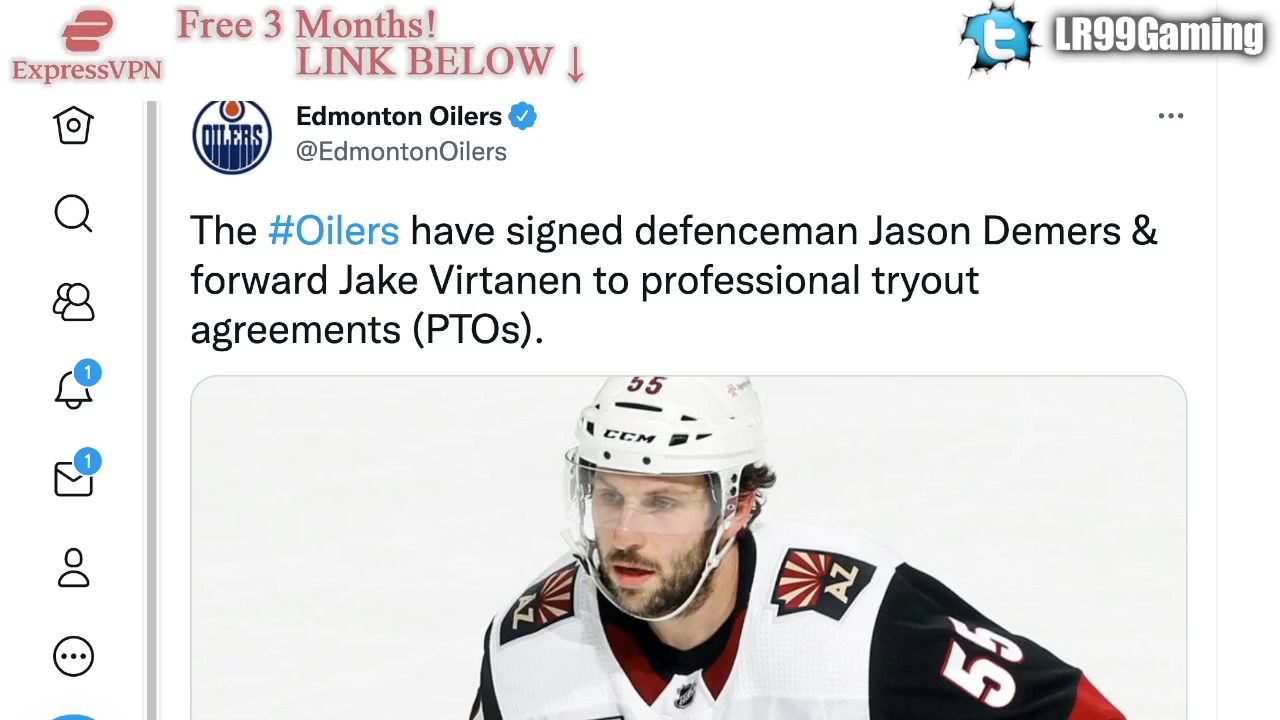 Free 3 Months!
LINK BELOW ↓
ExpressVPN
LR99Gaming
OILERS
Edmonton Oilers
@EdmontonOilers
The #Oilers have signed defenceman Jason Demers &
forward Jake Virtanen to professional tryout
agreements (PTOs).
1
1
55
CCM
AZ
AZ
55